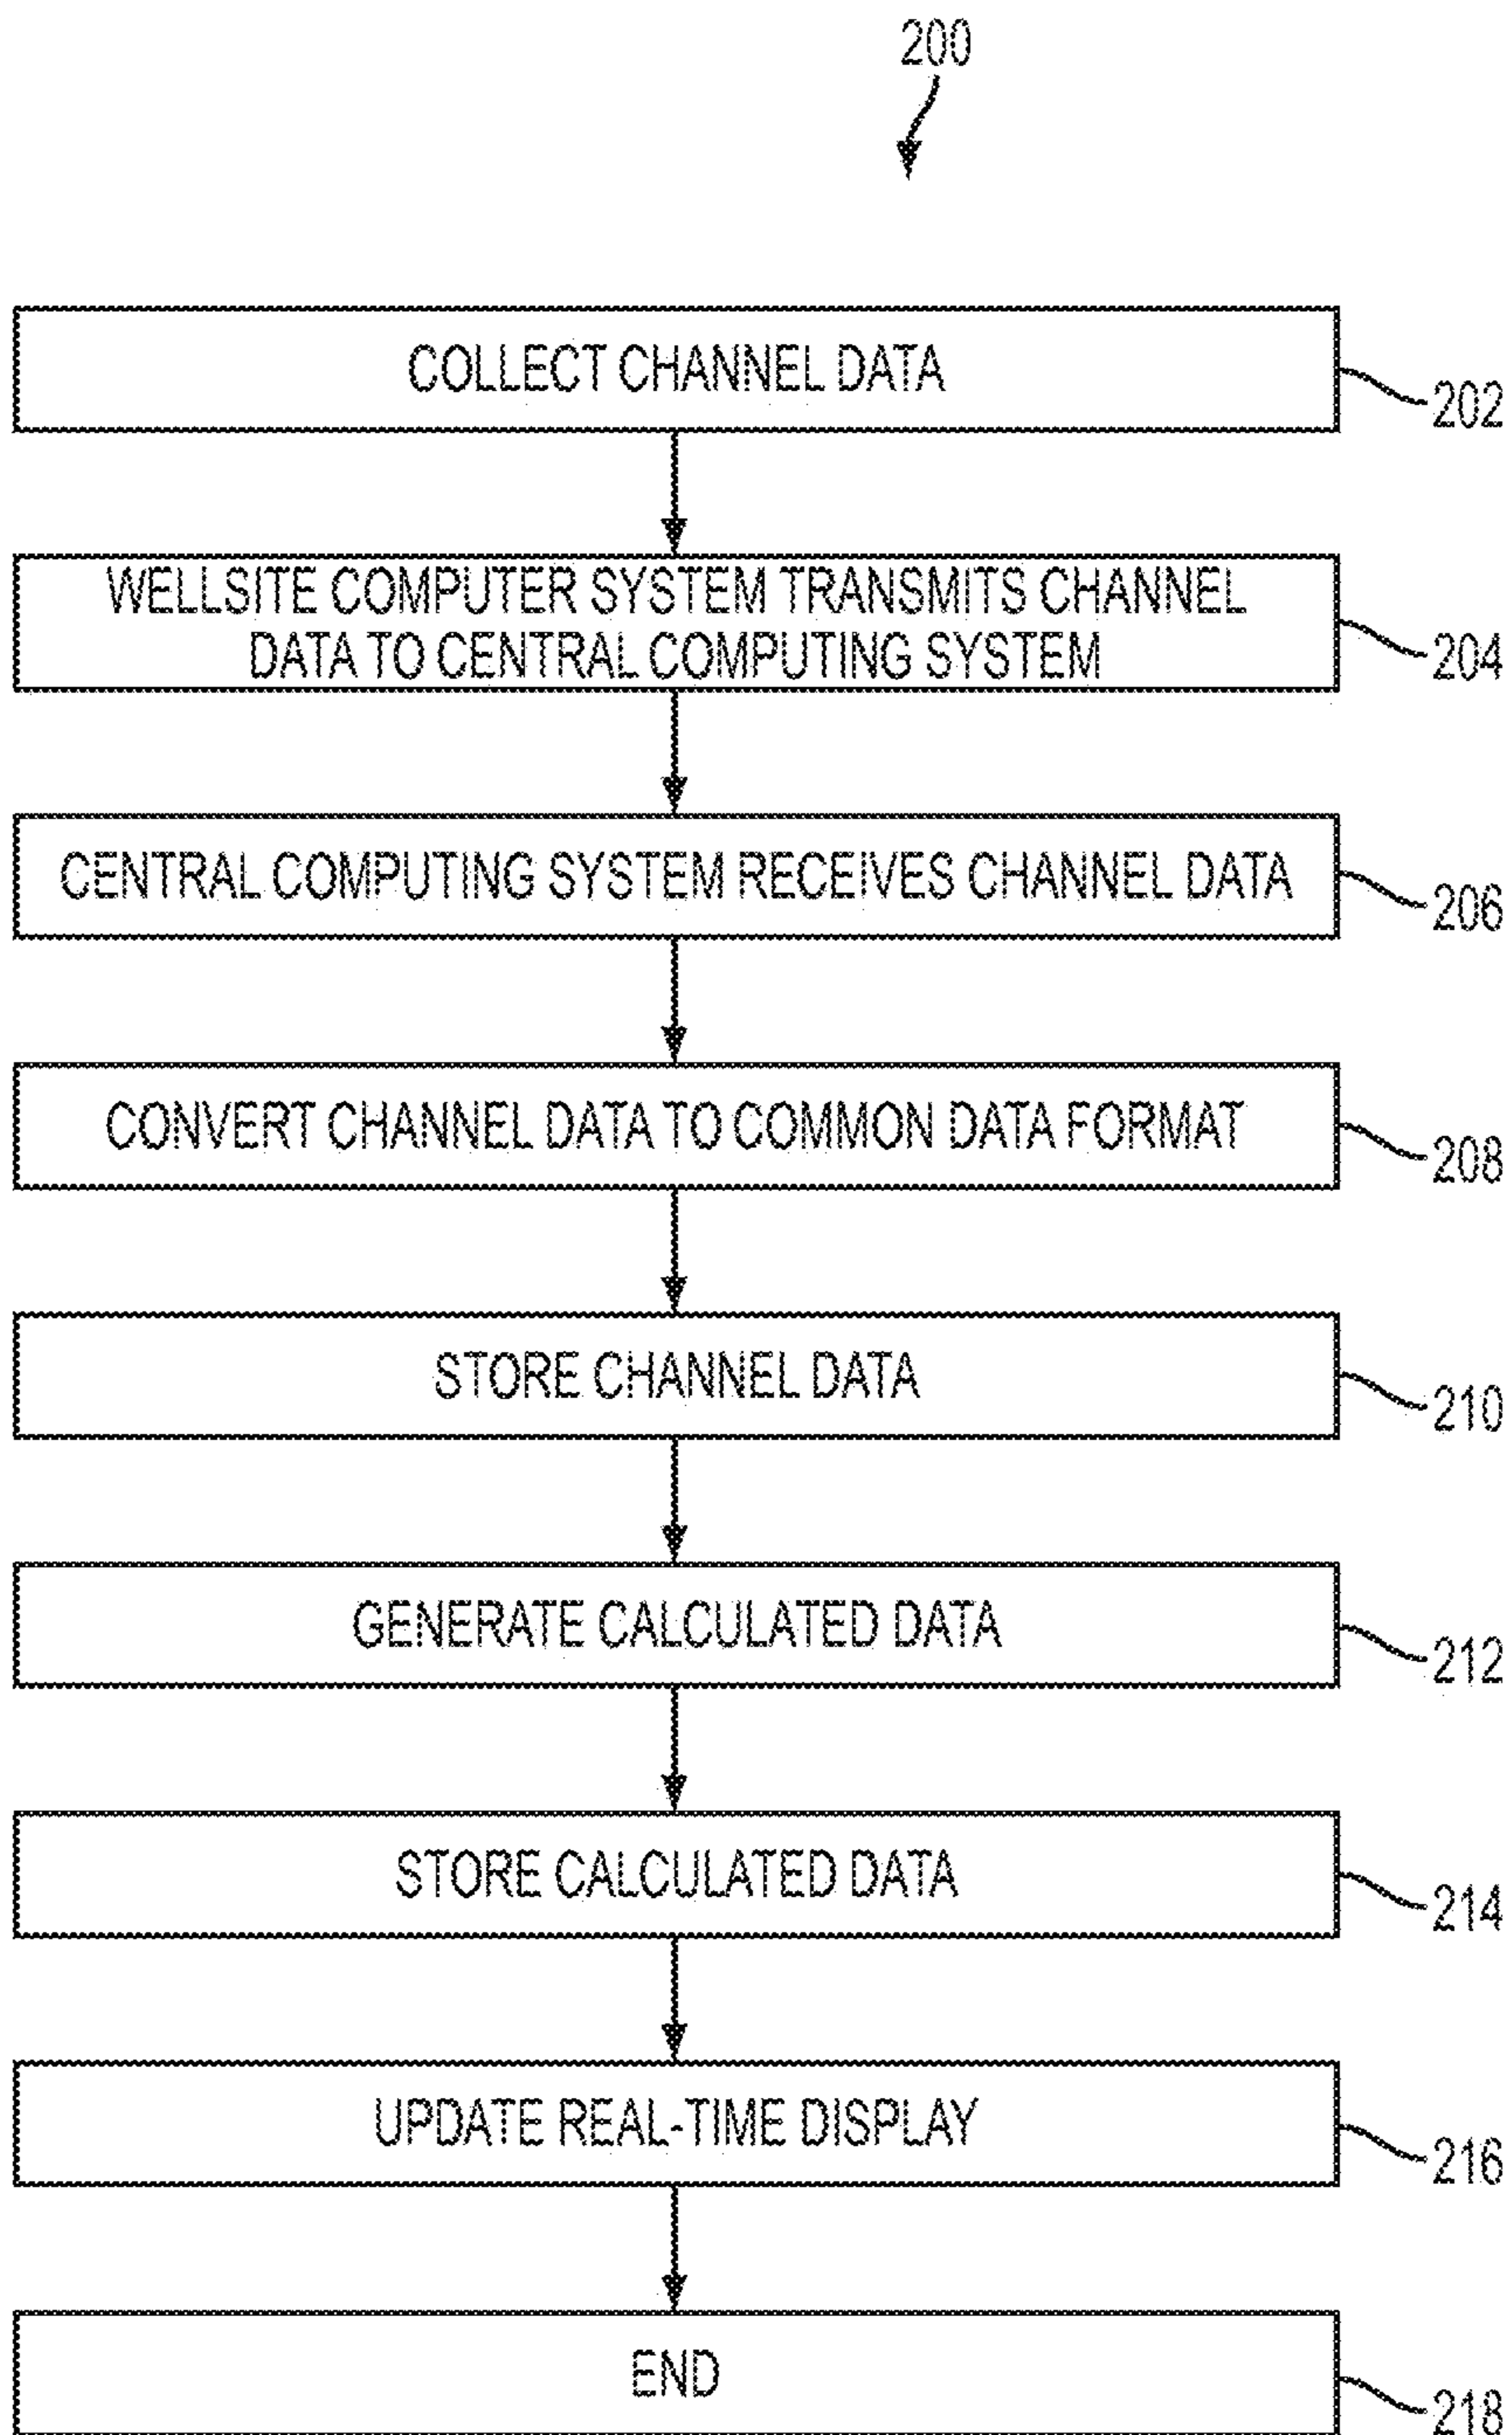 200
COLLECT CHANNEL DATA
202
WELLSITE COMPUTER SYSTEM TRANSMITS CHANNEL
DATA TO CENTRAL COMPUTING SYSTEM
204
CENTRAL COMPUTING SYSTEM RECEIVES CHANNEL DATA
206
CONVERT CHANNEL DATA TO COMMON DATA FORMAT
208
STORE CHANNEL DATA
210
GENERATE CALCULATED DATA
212
STORE CALCULATED DATA
214
UPDATE REAL-TIME DISPLAY
216
END
218